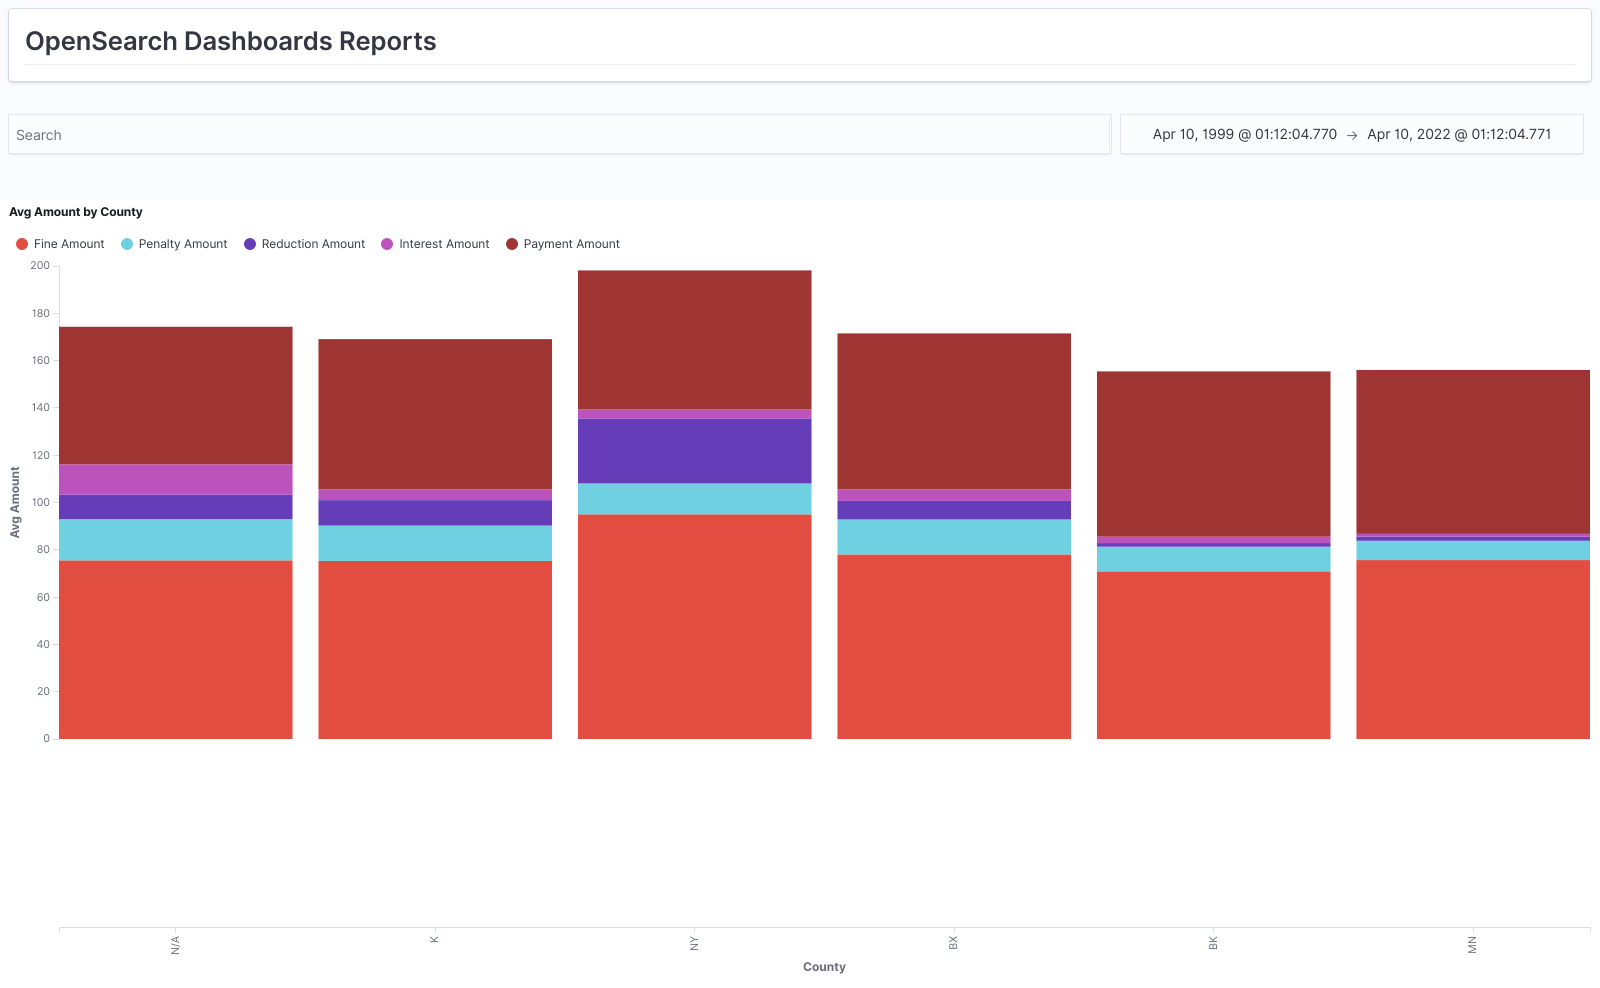 OpenSearch Dashboards Reports
Search
Apr 10, 1999 @ 01:12:04.770 → Apr 10, 2022 @ 01:12:04.771
Avg Amount by County
Fine Amount Penalty Amount Reduction Amount Interest Amount Payment Amount
200
180
160
140
120
100
80
60
40
20
0
Avg Amount
N/A K NY BX BK MN
County